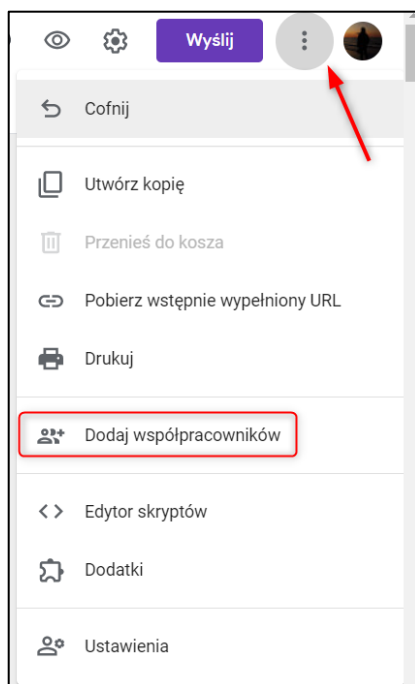 Wyślij
Cofnij
Utwórz kopię
Przenieś do kosza
Pobierz wstępnie wypełniony URL
Drukuj
Dodaj współpracowników
Edytor skryptów
Dodatki
Ustawienia